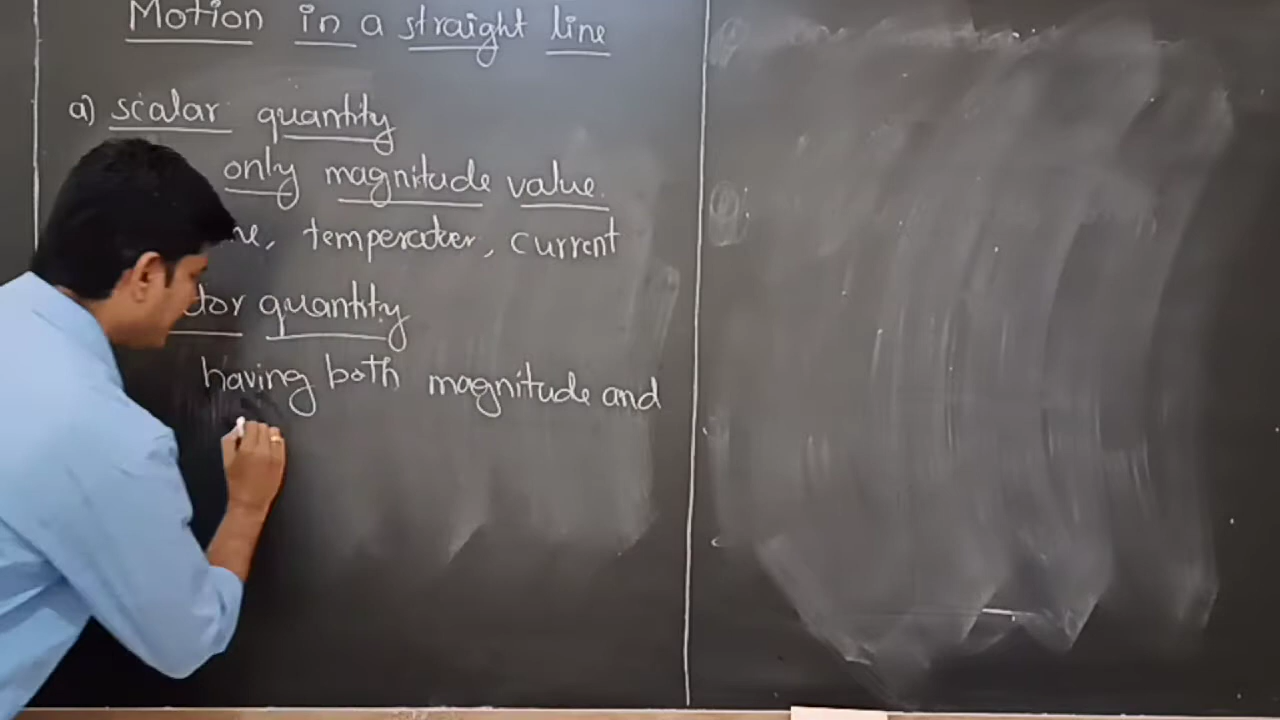 Motion in a straight line
a) scalar quantity
only magnitude value.
temperater, current
quantity
having both magnitude and